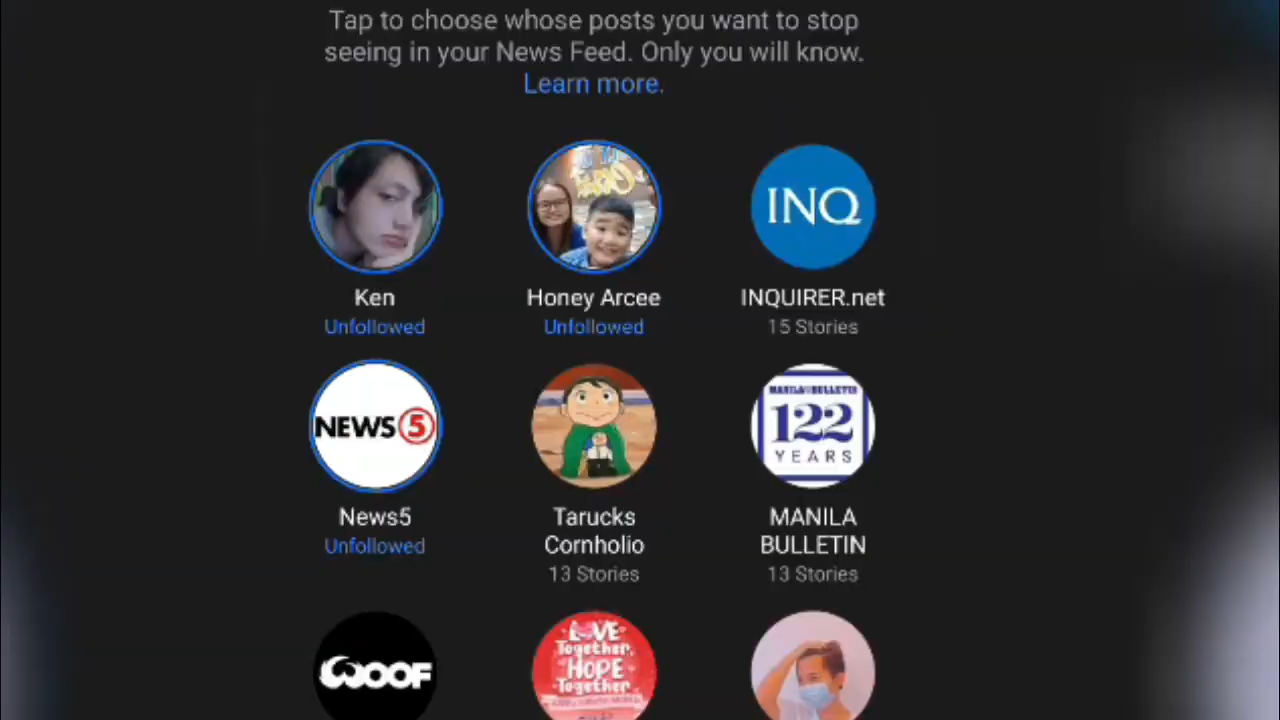 Tap to choose whose posts you want to stop
seeing in your News Feed. Only you will know.
Learn more.
INQ
Ken
Honey Arcee
INQUIRER.net
Unfollowed
Unfollowed
15 Stories
NEWS 5
MANILA BULLETIN
122
YEARS
News5
Tarucks
MANILA
Unfollowed
Cornholio
BULLETIN
13 Stories
13 Stories
WOOF
LOVE
Together,
HOPE
Together